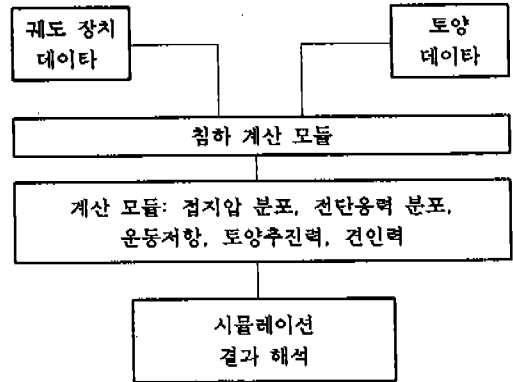 궤도 장치
데이타
토양
데이타
침하 계산 모듈
계산 모듈: 접지압 분포, 전단응력 분포,
운동저항, 토양추진력, 견인력
시뮬레이션
결과 해석